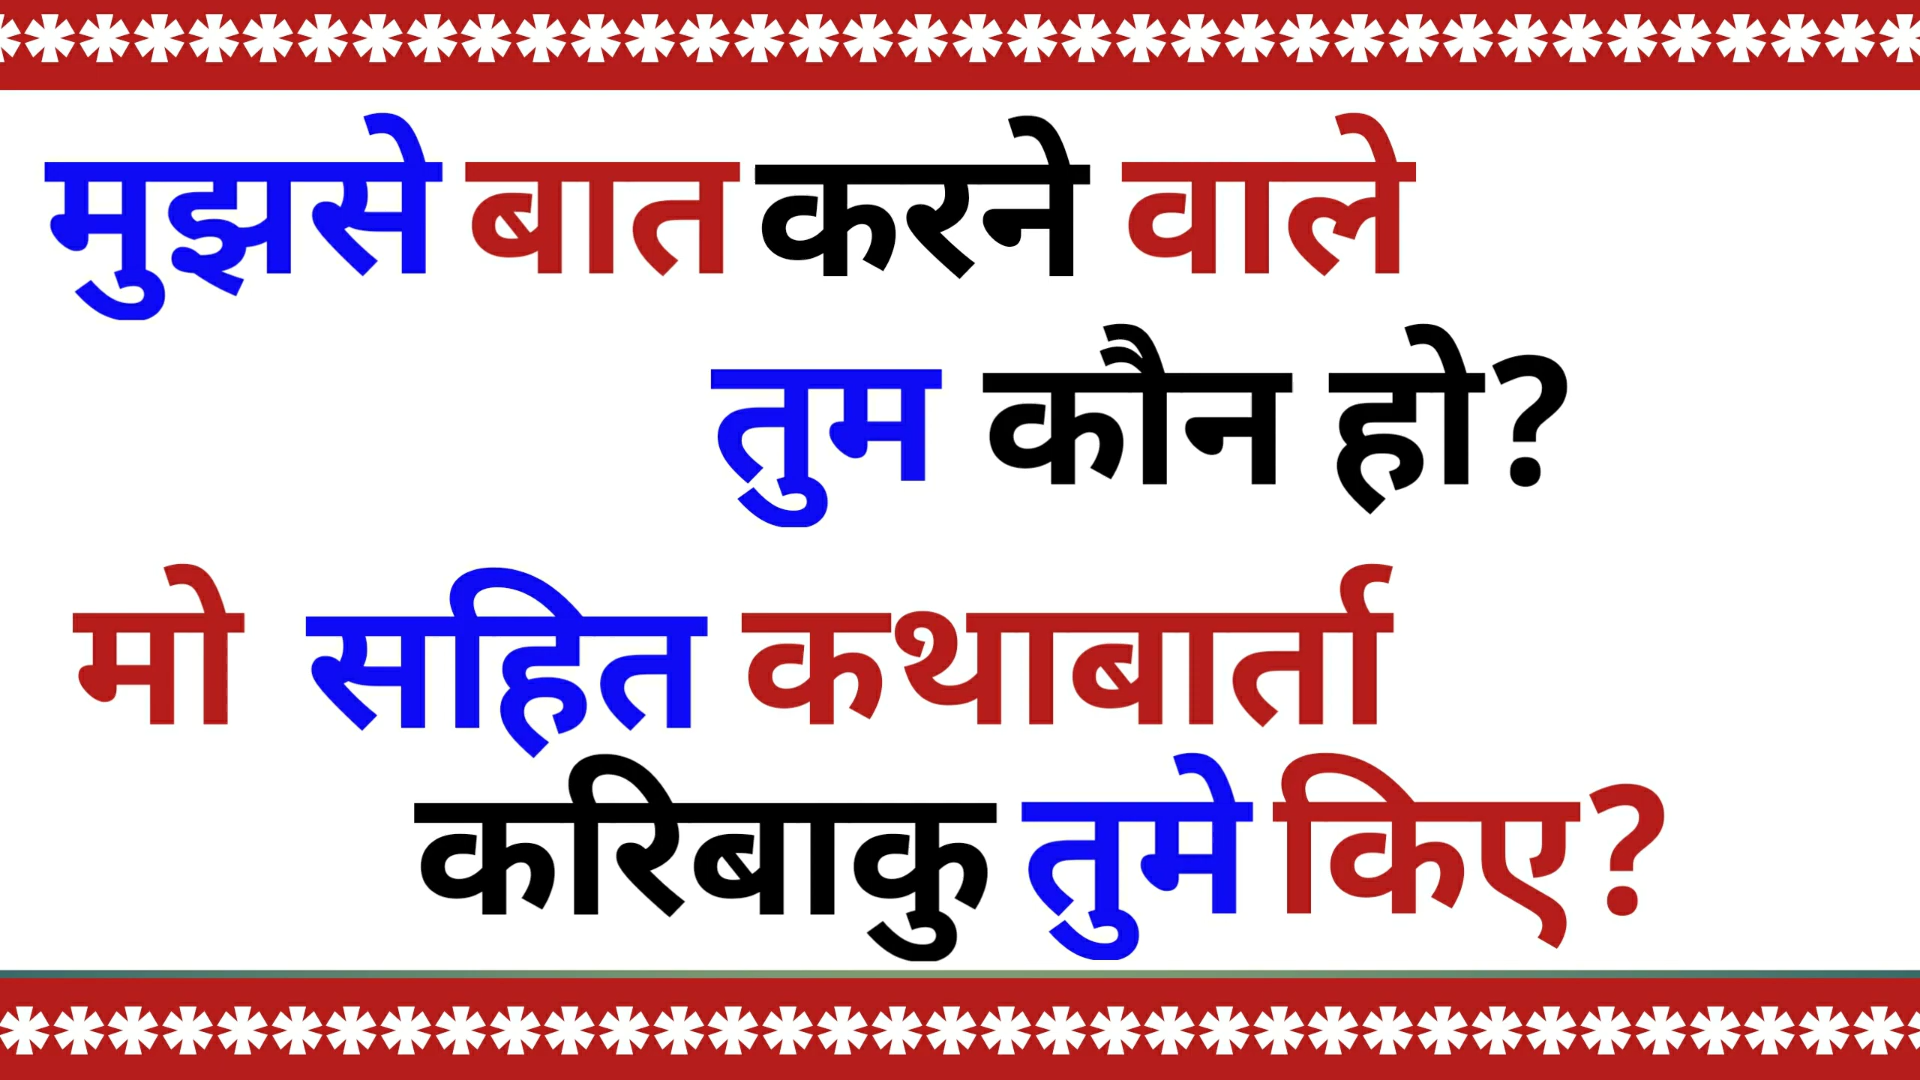 मुझसे बात करने वाले
तुम कौन हो?
मो सहित कथाबार्ता
करिबाकु तुमे किए?